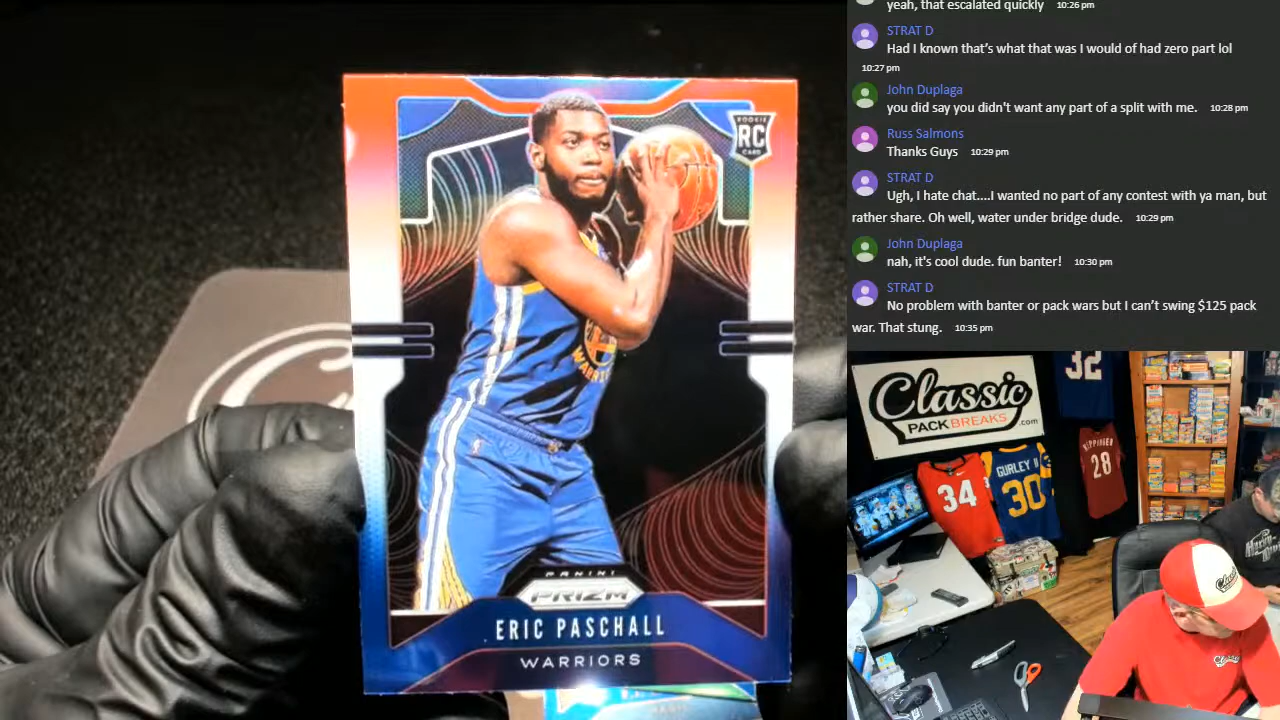 yeah, that escalated quickly 10:26 pm
STRAT D
Had I known that's what that was I would of had zero part lol
10:27 pm
John Duplaga
you did say you didn't want any part of a split with me. 10:28 pm
Russ Salmons
Thanks Guys 10:29 pm
STRAT D
Ugh, I hate chat....I wanted no part of any contest with ya man, but
rather share. Oh well, water under bridge dude. 10:29 pm
John Duplaga
nah, it's cool dude. fun banter! 10:30 pm
STRAT D
No problem with banter or pack wars but I can't swing $125 pack
war. That stung. 10:35 pm
ROOKIE
RC
CARD
WARRIORS
PANINI
PRIZM
ERIC PASCHALL
WARRIORS
Classic
PACKBREAKS.com
32
34
GURLEY II
30
28